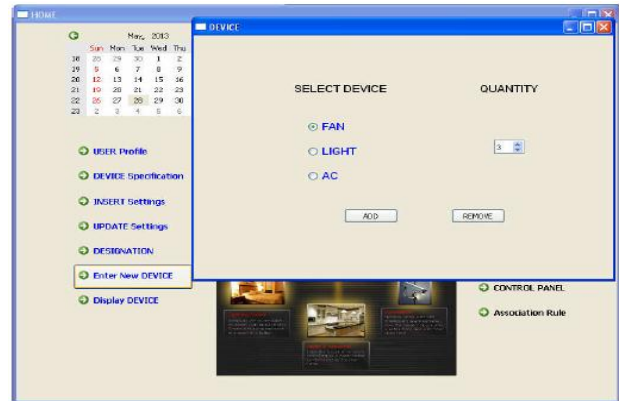 HOME
DEVICE
May, 2013
Sun Mon Tue Wed Thu
18 28 29 30 1 2
19 5 6 7 8 9
20 12 13 14 15 16
21 19 20 21 22 23
22 26 27 28 29 30
23 2 3 4 5 6
SELECT DEVICE QUANTITY
FAN
LIGHT
3
AC
ADD REMOVE
USER Profile
DEVICE Specification
INSERT Settings
UPDATE Settings
DESIGNATION
Enter New DEVICE
Display DEVICE
CONTROL PANEL
Association Rule